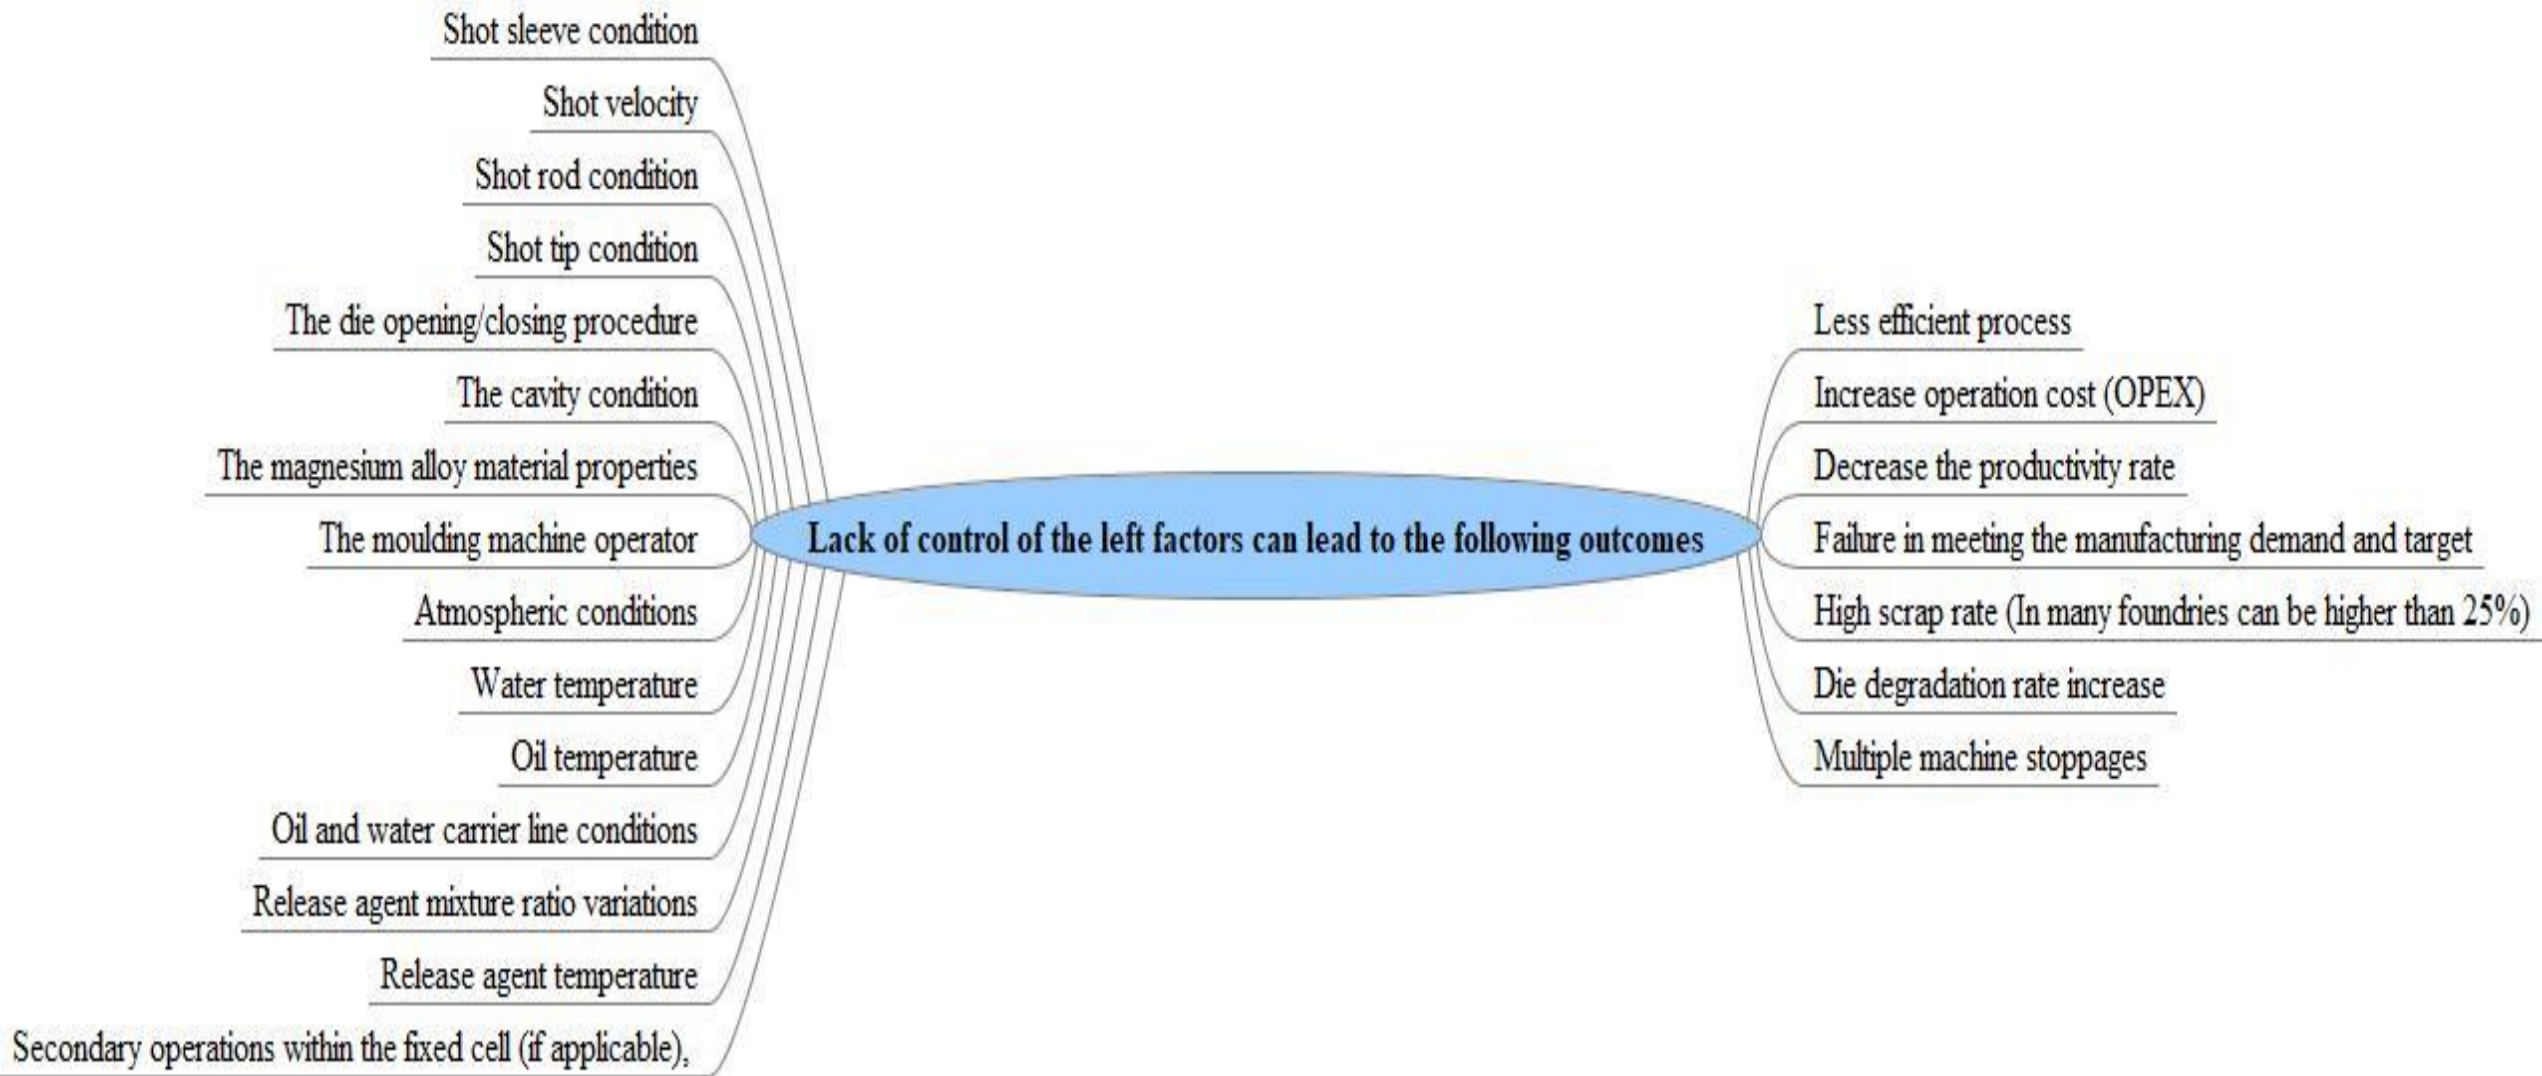 Shot sleeve condition
Shot velocity
Shot rod condition
Shot tip condition
The die opening/closing procedure
The cavity condition
The magnesium alloy material properties
The moulding machine operator
Atmospheric conditions
Water temperature
Oil temperature
Oil and water carrier line conditions
Release agent mixture ratio variations
Release agent temperature
Secondary operations within the fixed cell (if applicable),
Lack of control of the left factors can lead to the following outcomes
Less efficient process
Increase operation cost (OPEX)
Decrease the productivity rate
Failure in meeting the manufacturing demand and target
High scrap rate (In many foundries can be higher than 25%)
Die degradation rate increase
Multiple machine stoppages